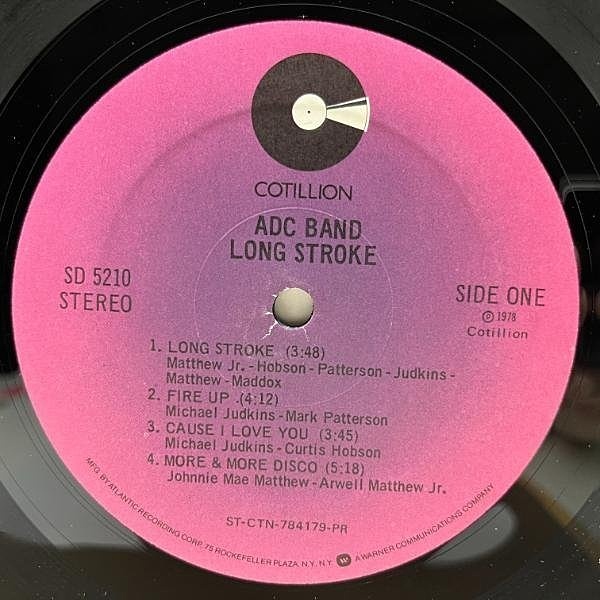 COTILLION
ADC BAND
LONG STROKE
SD 5210
STEREO
SIDE ONE
℗ 1978
Cotillion
1. LONG STROKE (3:48)
Matthew Jr. - Hobson - Patterson - Judkins -
Matthew - Maddox
2. FIRE UP .(4:12)
Michael Judkins - Mark Patterson
3. CAUSE I LOVE YOU (3:45)
Michael Judkins - Curtis Hobson
4. MORE & MORE DISCO (5:18)
Johnnie Mae Matthew - Arwell Matthew Jr.
ST-CTN-784179-PR
MFG. BY ATLANTIC RECORDING CORP. 75 ROCKEFELLER PLAZA, N.Y. N.Y. W A WARNER COMMUNICATIONS COMPANY